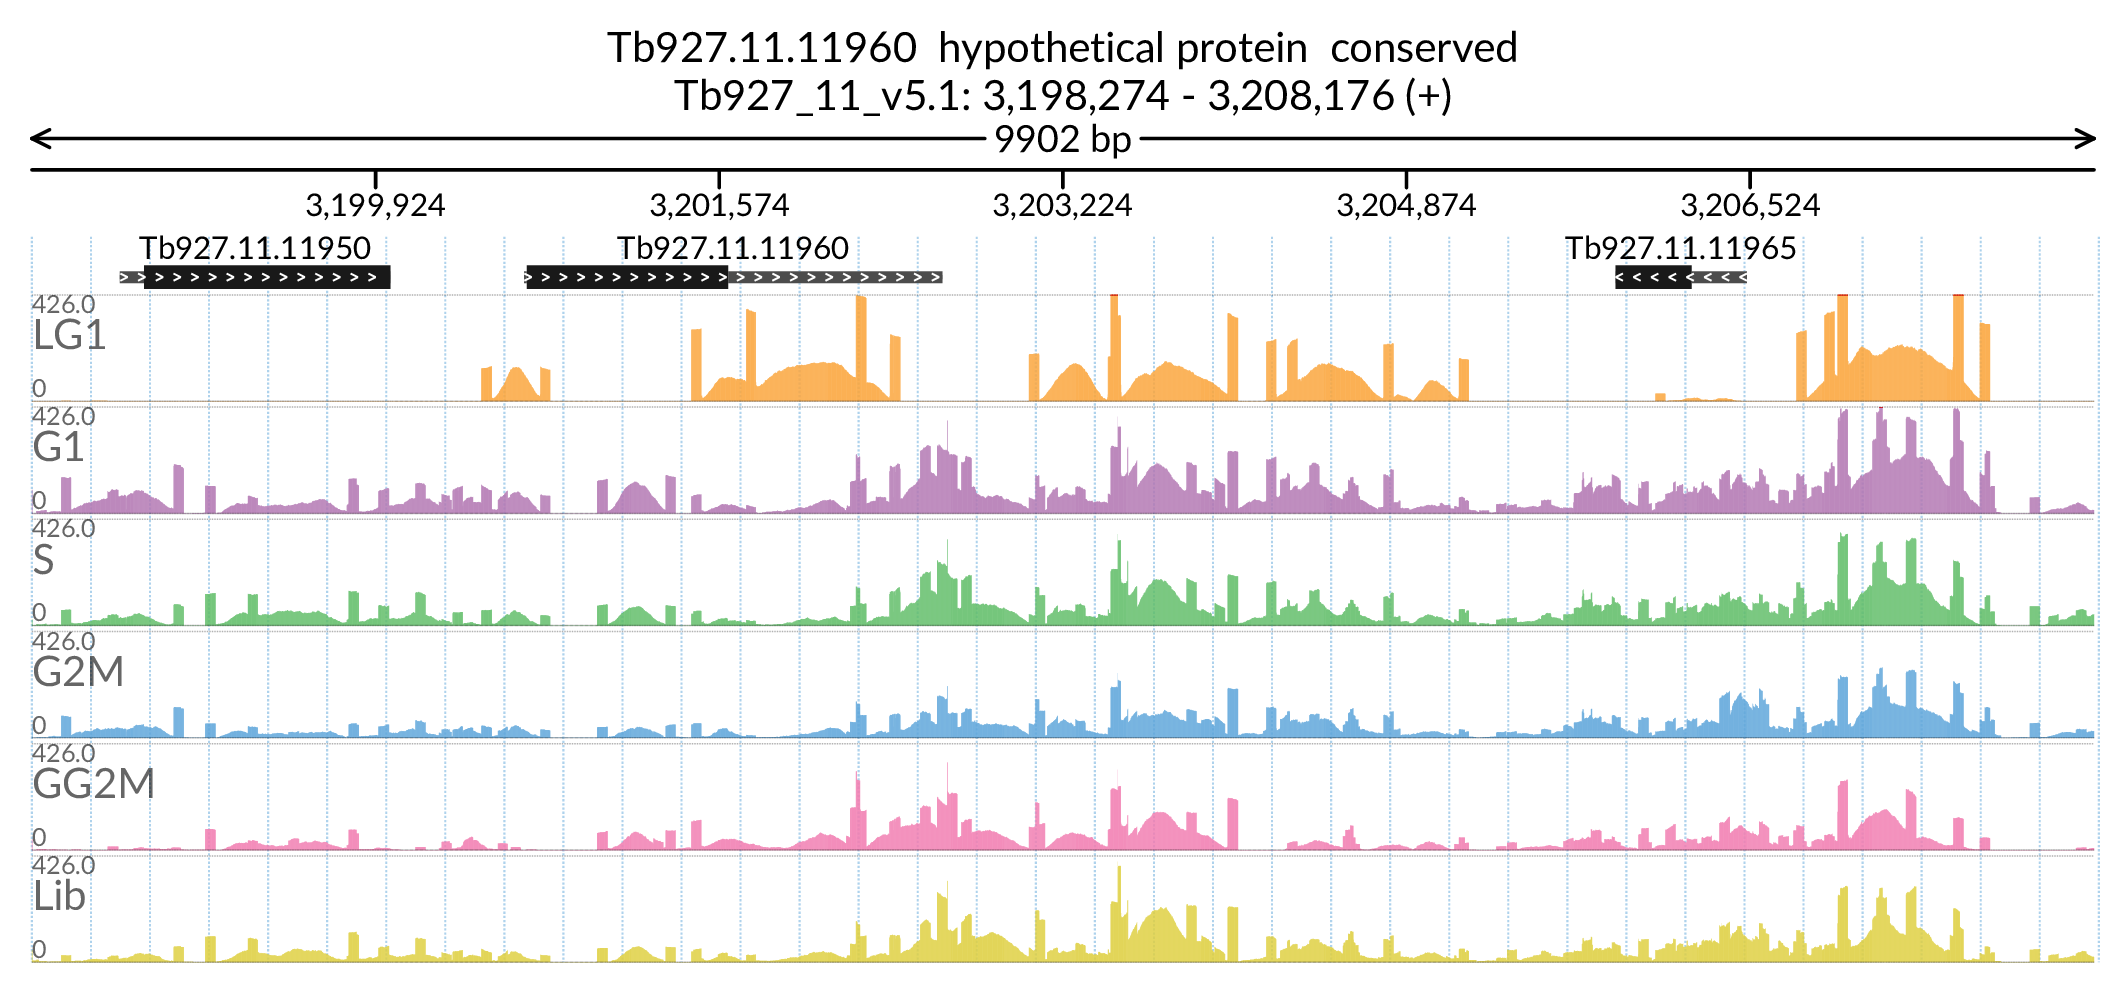 Tb927.11.11960 hypothetical protein conserved
Tb927_11_v5.1: 3,198,274 - 3,208,176 (+)
9902 bp
3,199,924 3,201,574 3,203,224 3,204,874 3,206,524
Tb927.11.11950 Tb927.11.11960 Tb927.11.11965
426.0
LG1
0
426.0
G1
0
426.0
S
0
426.0
G2M
0
426.0
GG2M
0
426.0
Lib
0